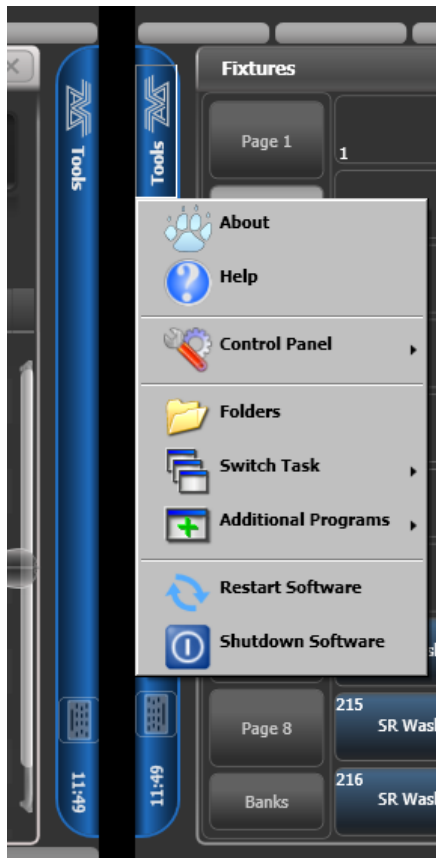 Tools
11:49
Tools
11:49
Fixtures
Page 1
1
About
Help
Control Panel
Folders
Switch Task
Additional Programs
Restart Software
Shutdown Software
Page 8
215
SR Wash
Banks
216
SR Wash